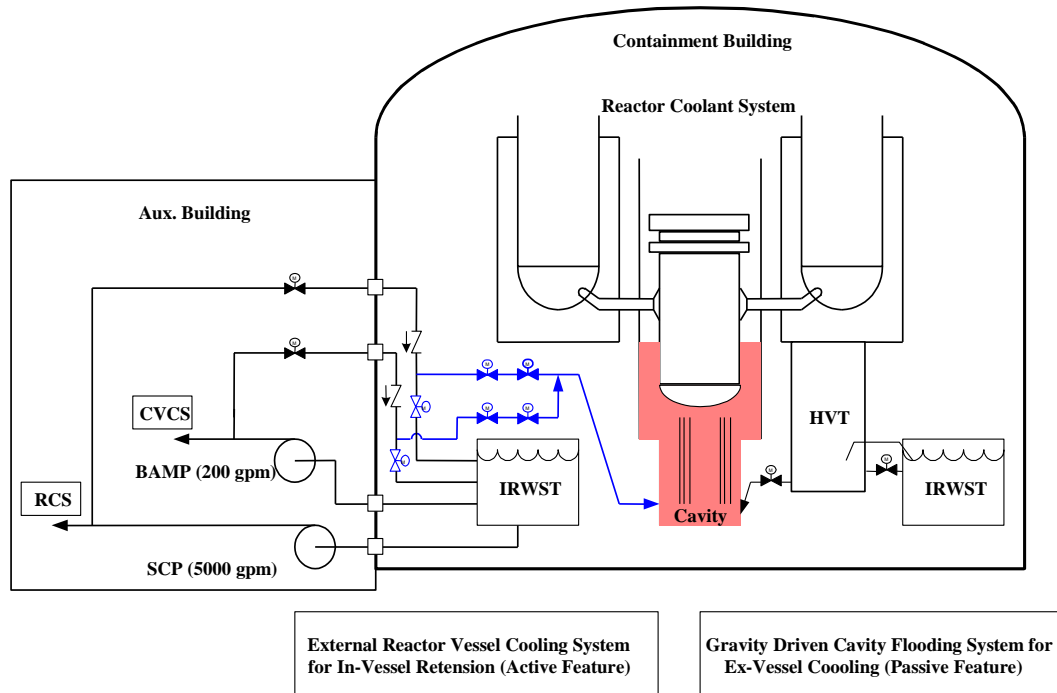 Containment Building
Reactor Coolant System
Aux. Building
M
M
M
M
M
M
CVCS
BAMP (200 gpm)
RCS
SCP (5000 gpm)
IRWST
Cavity
HVT
M
M
IRWST
External Reactor Vessel Cooling System
for In-Vessel Retension (Active Feature)
Gravity Driven Cavity Flooding System for
Ex-Vessel Coooling (Passive Feature)